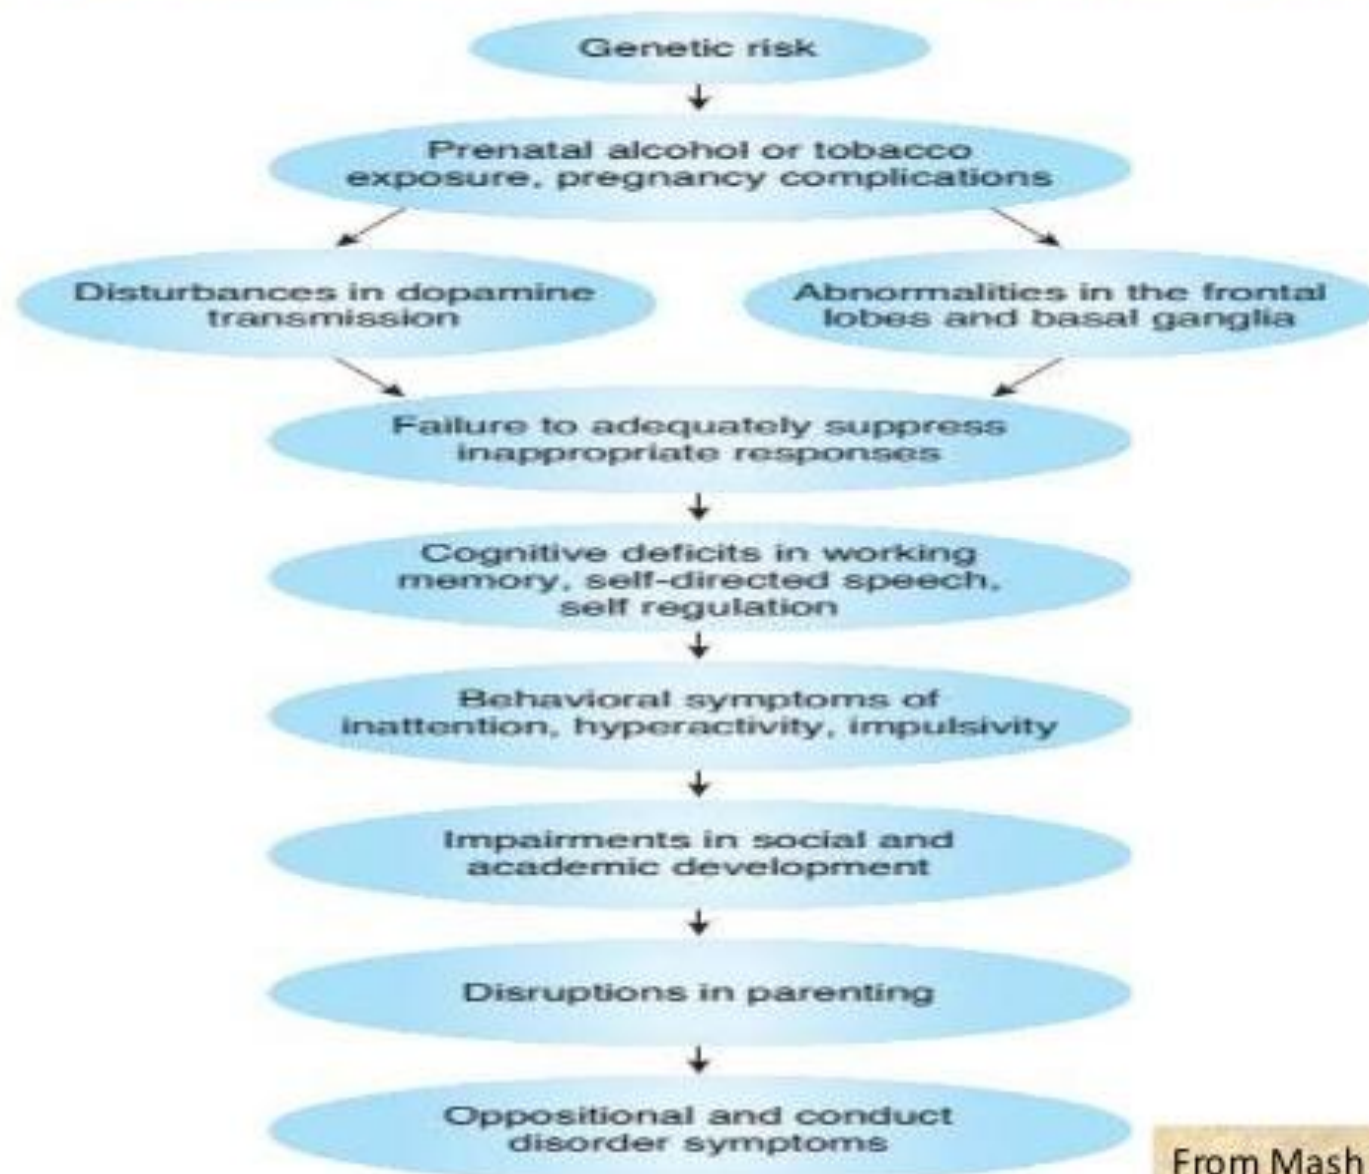 Genetic risk
Prenatal alcohol or tobacco
exposure, pregnancy complications
Disturbances in dopamine
transmission
Abnormalities in the frontal
lobes and basal ganglia
Failure to adequately suppress
inappropriate responses
Cognitive deficits in working
memory, self-directed speech,
self regulation
Behavioral symptoms of
inattention, hyperactivity, impulsivity
Impairments in social and
academic development
Disruptions in parenting
Oppositional and conduct
disorder symptoms
From Mash